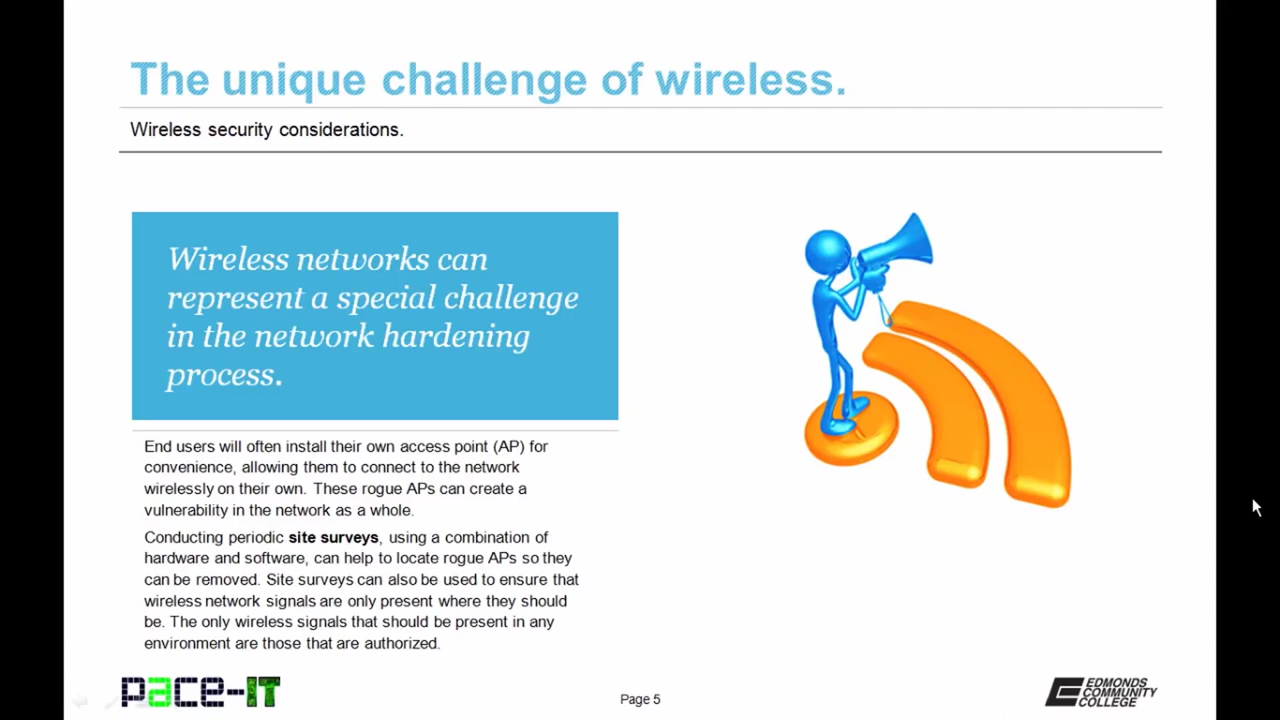 The unique challenge of wireless.
Wireless security considerations.
Wireless networks can
represent a special challenge
in the network hardening
process.
End users will often install their own access point (AP) for
convenience, allowing them to connect to the network
wirelessly on their own. These rogue APs can create a
vulnerability in the network as a whole.
Conducting periodic site surveys, using a combination of
hardware and software, can help to locate rogue APs so they
can be removed. Site surveys can also be used to ensure that
wireless network signals are only present where they should
be. The only wireless signals that should be present in any
environment are those that are authorized.
pace-IT
Page 5
EDMONDS
COMMUNITY
COLLEGE